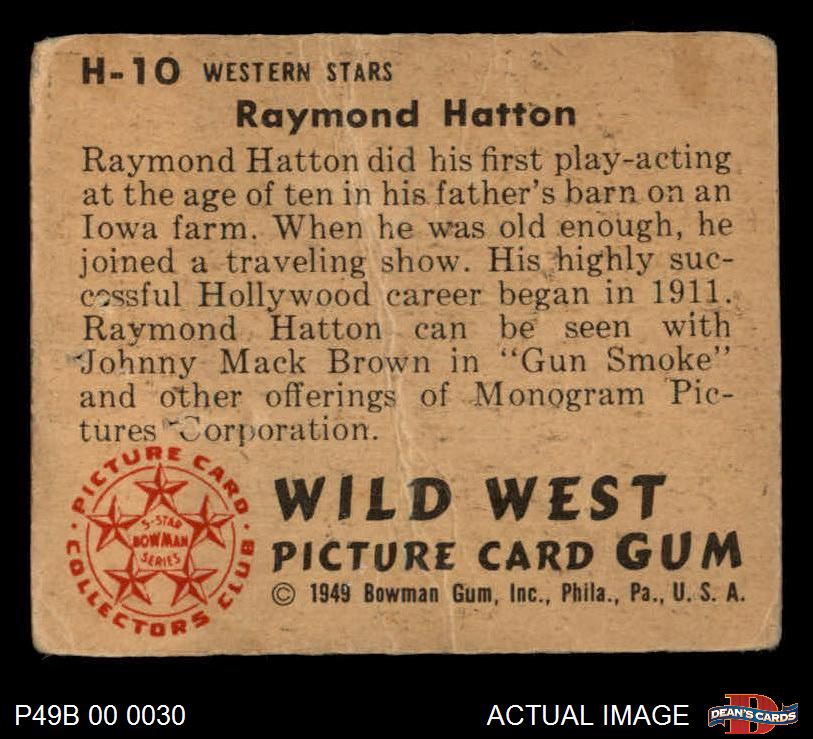 H-10 WESTERN STARS
Raymond Hatton
Raymond Hatton did his first play-acting
at the age of ten in his father's barn on an
Iowa farm. When he was old enough, he
joined a traveling show. His highly suc-
cessful Hollywood career began in 1911.
Raymond Hatton can be seen with
Johnny Mack Brown in "Gun Smoke"
and other offerings of Monogram Pic-
tures Corporation.
PICTURE CARD
COLLECTORS CLUB
5-STAR
BOWMAN
SERIES
WILD WEST
PICTURE CARD GUM
© 1949 Bowman Gum, Inc., Phila., Pa., U. S. A.
P49B 00 0030
ACTUAL IMAGE
D
DEAN'S CARDS